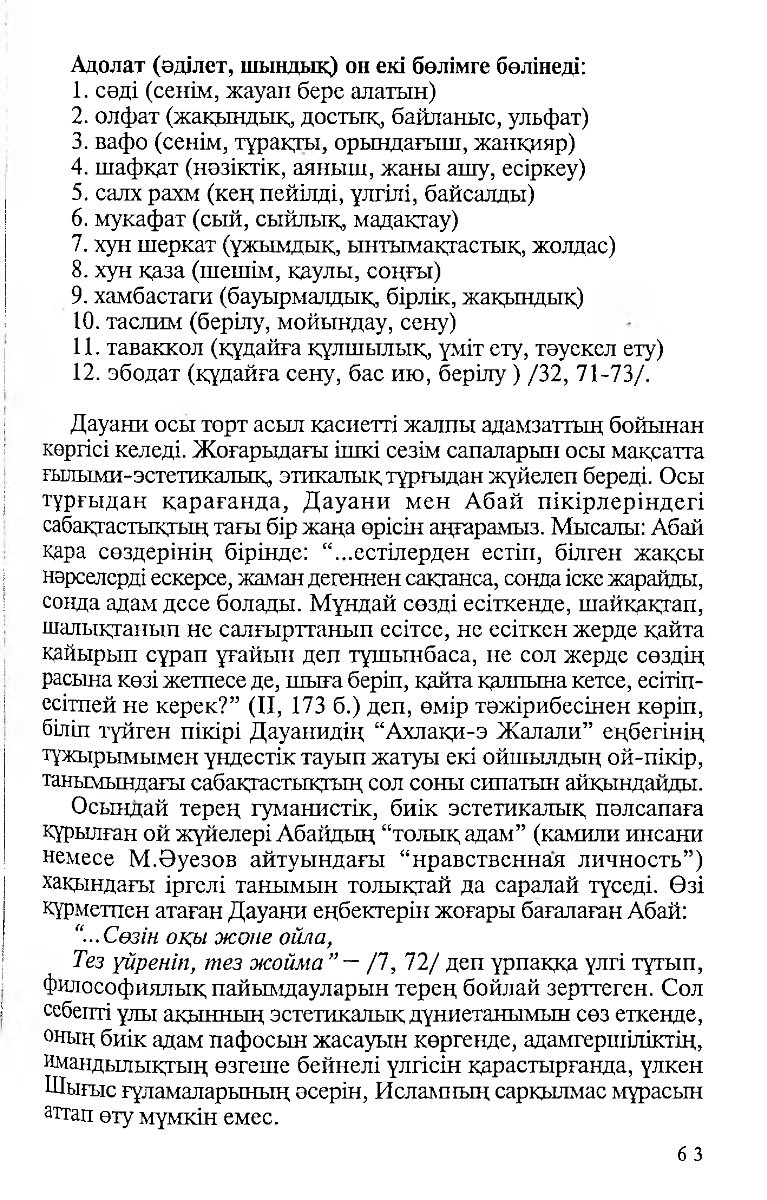 Адолат (әділет, шындық) он екі бөлімге бөлінеді:
1. сәді (сенім, жауап бере алатын)
2. олфат (жақындық, достық, байланыс, ульфат)
3. вафо (сенім, тұрақты, орындағыш, жанқияр)
4. шафқат (нәзіктік, аяныш, жаны ашу, есіркеу)
5. салх рахм (кең пейілді, үлгілі, байсалды)
6. мукафат (сый, сыйлық, мадақтау)
7. хун шеркат (ұжымдық, ынтымақтастық, жолдас)
8. хун қаза (шешім, қаулы, соңғы)
9. хамбастаги (бауырмалдық, бірлік, жақындық)
10. таслим (берілу, мойындау, сену)
11. таваккол (құдайға құлшылық, үміт ету, тәуекел ету)
12. эбодат (құдайға сену, бас ию, берілу ) /32, 71-73/.
Дауани осы төрт асыл қасиетті жалпы адамзаттың бойынан
көргісі келеді. Жоғарыдағы ішкі сезім сапаларын осы мақсатта
ғылыми-эстетикалық, этикалық тұрғыдан жүйелеп береді. Осы
тұрғыдан қарағанда, Дауани мен Абай пікірлеріндегі
сабақтастықтың тағы бір жаңа өрісін аңғарамыз. Мысалы: Абай
қара сөздерінің бірінде: “...естілерден естіп, білген жақсы
нәрселерді ескерсе, жаман дегеннен сақтанса, сонда іске жарайды,
сонда адам десе болады. Мұндай сөзді есіткенде, шайқақтап,
шалықтанып не салғырттанып есітсе, не есіткен жерде қайта
қайырып сұрап ұғайын деп тұшынбаса, не сол жерде сөздің
расына көзі жетпесе де, шыға беріп, қайта қалпына кетсе, есітіп-
есітпей не керек?” (II, 173 б.) деп, өмір тәжірибесінен көріп,
біліп түйген пікірі Дауанидің “Ахлақи-э Жалали” еңбегінің
тұжырымымен үндестік тауып жатуы екі ойшылдың ой-пікір,
танымындағы сабақтастықтың сол соны сипатын айқындайды.
Осындай терең гуманистік, биік эстетикалық пәлсапаға
құрылған ой жүйелері Абайдың “толық адам” (камили инсани
немесе М.Әуезов айтуындағы “нравственная личность”)
хақындағы іргелі танымын толықтай да саралай түседі. Өзі
құрметпен атаған Дауани еңбектерін жоғары бағалаған Абай:
“...Сөзін оқы және ойла,
Тез үйреніп, тез жойма” — /7, 72/ деп ұрпаққа үлгі тұтып,
философиялық пайымдауларын терең бойлай зерттеген. Сол
себепті ұлы ақынның эстетикалық дүниетанымын сөз еткенде,
оның биік адам пафосын жасауын көргенде, адамгершіліктің,
имандылықтың өзгеше бейнелі үлгісін қарастырғанда, үлкен
Шығыс ғұламаларының әсерін, Исламның сарқылмас мұрасын
аттап өту мүмкін емес.
63